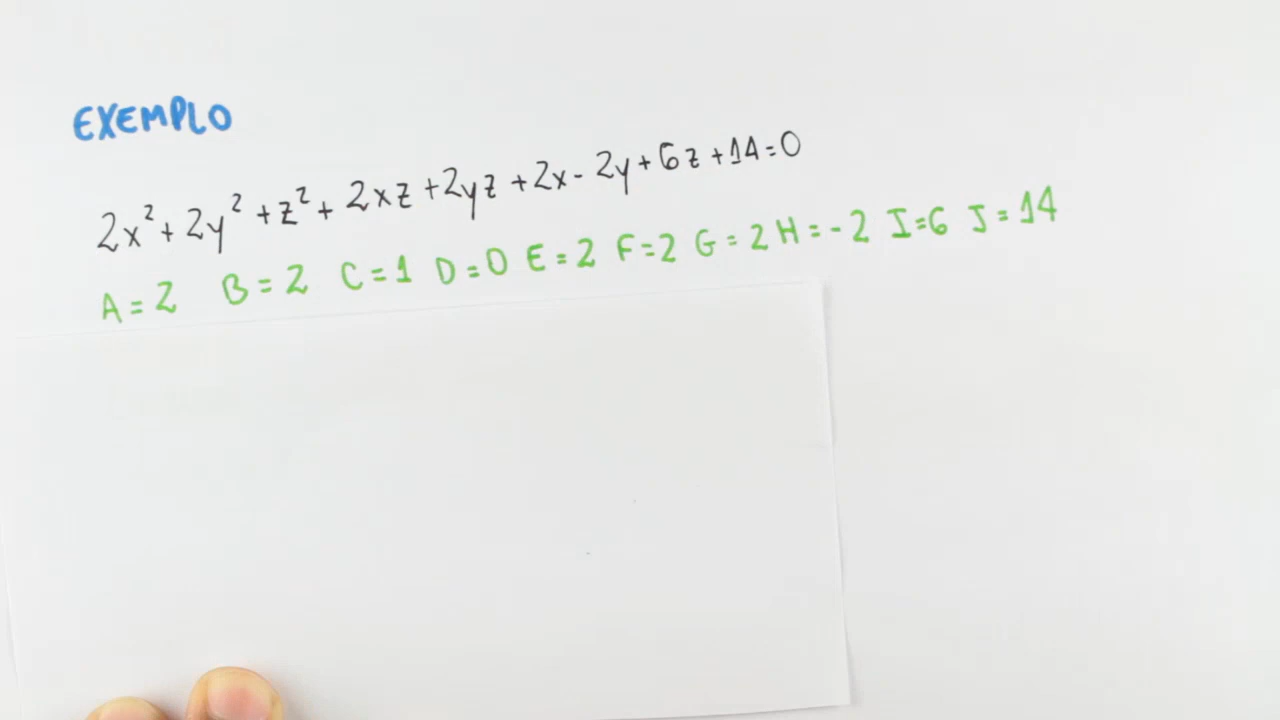 EXEMPLO
2x² + 2y² + z² + 2xz + 2yz + 2x - 2y + 6z + 14 = 0
A = 2 B = 2 C = 1 D = 0 E = 2 F = 2 G = 2 H = - 2 I = 6 J = 14